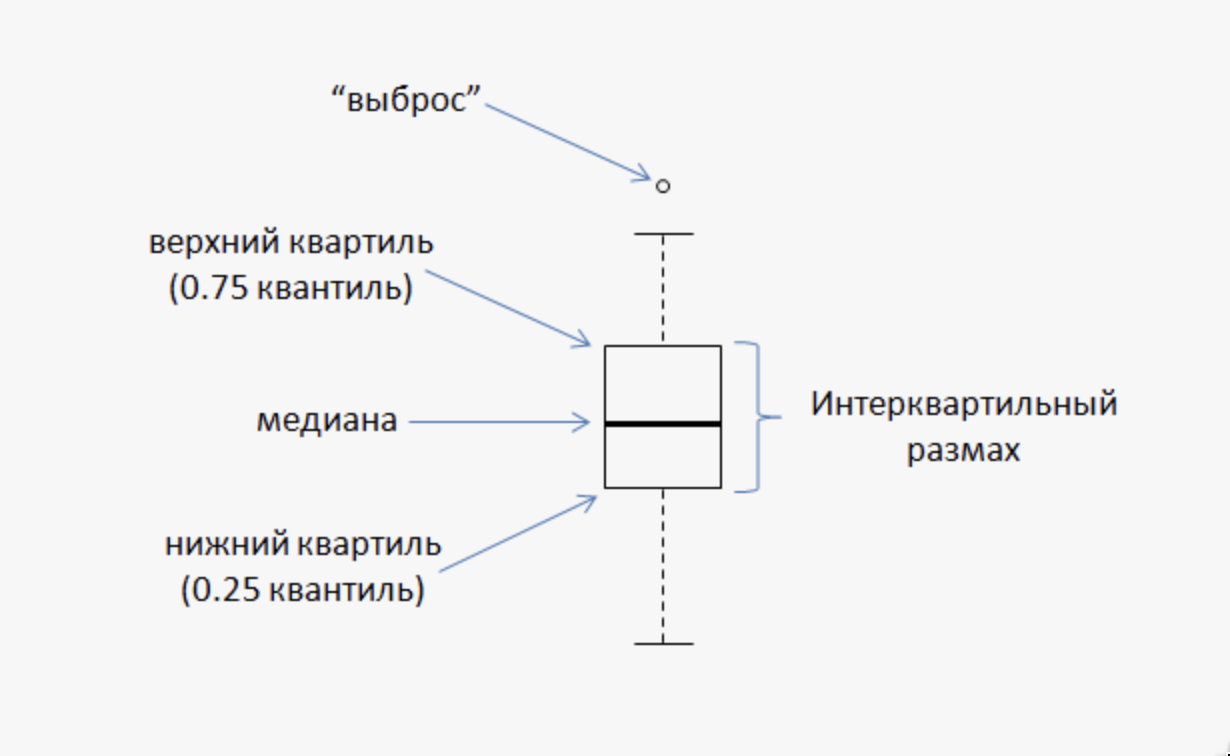 “выброс”
верхний квартиль
(0.75 квантиль)
медиана
Интерквартильный
размах
нижний квартиль
(0.25 квантиль)